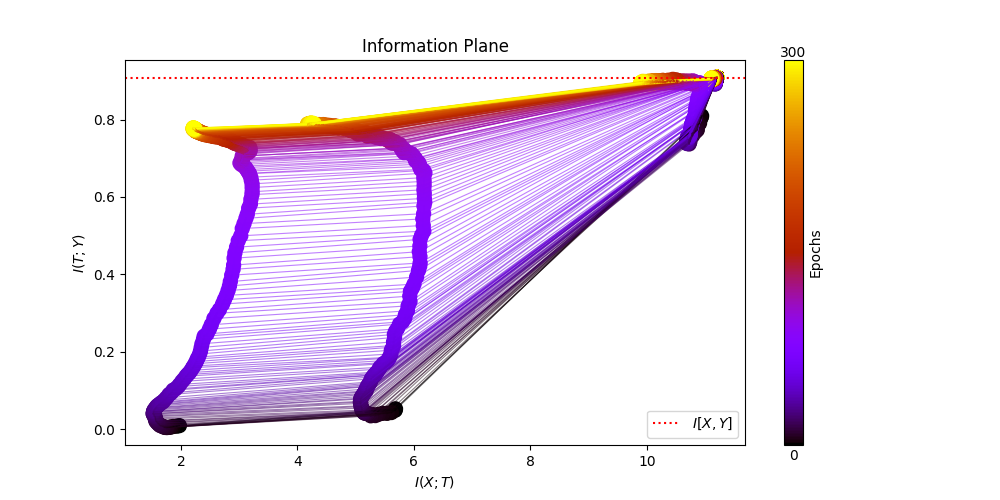 Information Plane
300
0.8
0.6
0.4
0.2
0.0
I(T; Y)
2
4
6
8
10
I(X; T)
I[X, Y]
Epochs
0